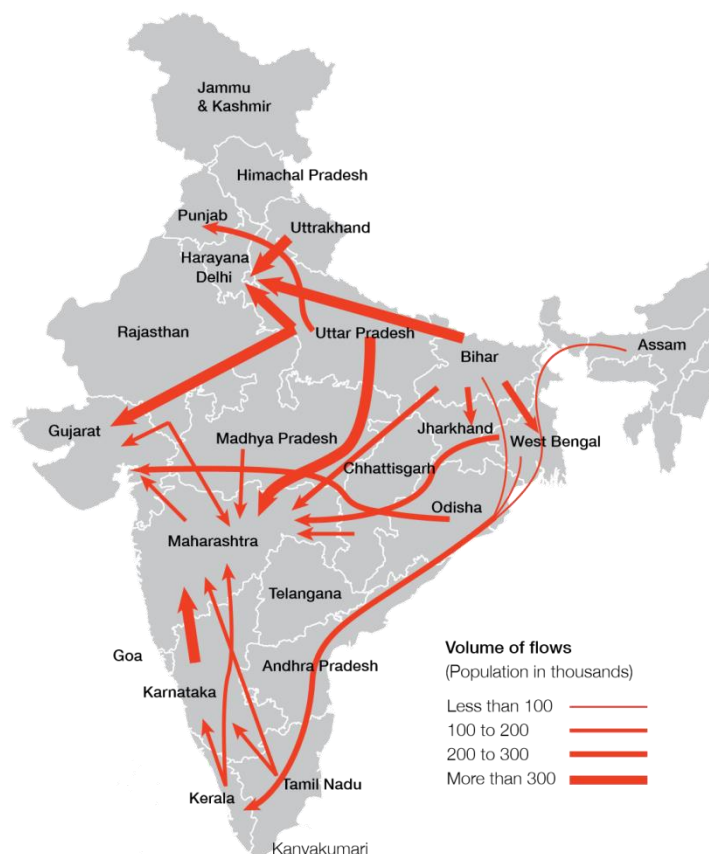 Jammu
& Kashmir
Himachal Pradesh
Punjab
Uttrakhand
Harayana
Delhi
Rajasthan
Uttar Pradesh
Bihar
Assam
Gujarat
Madhya Pradesh
Jharkhand
West Bengal
Chhattisgarh
Odisha
Maharashtra
Telangana
Goa
Andhra Pradesh
Karnataka
Kerala
Tamil Nadu
Kanyakumari
Volume of flows
(Population in thousands)
Less than 100
100 to 200
200 to 300
More than 300